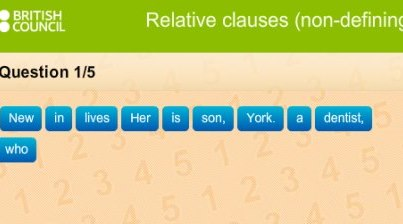 BRITISH
COUNCIL
Relative clauses (non-defining
Question 1/5
New in lives Her is son, York. a dentist,
who